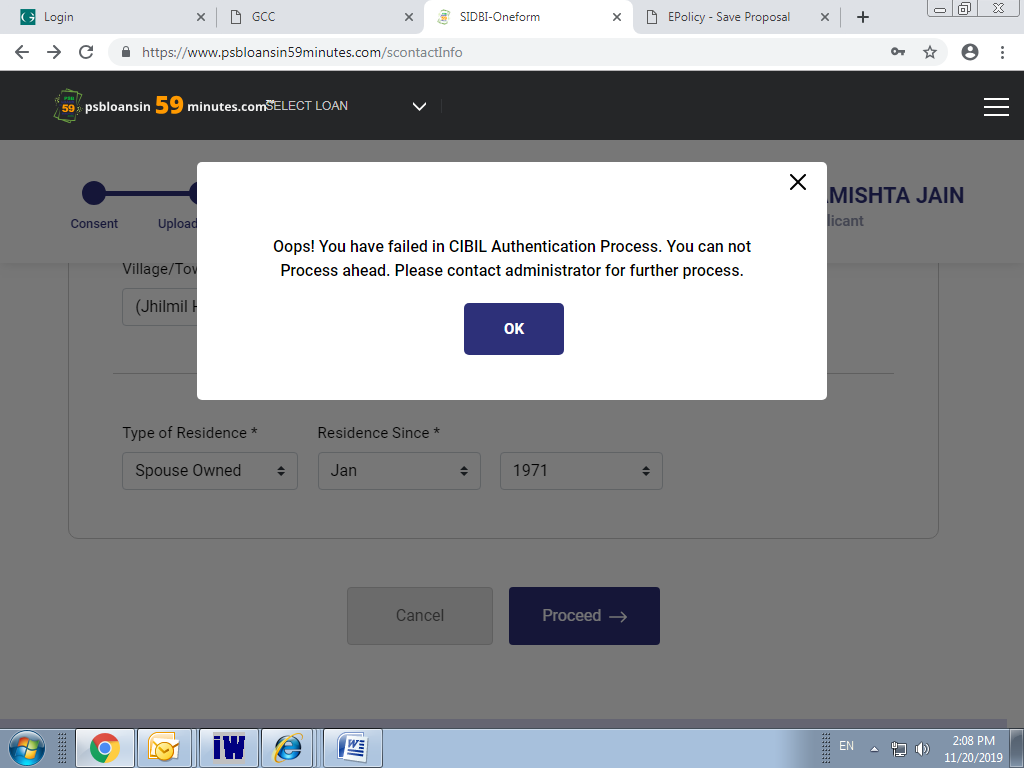 Login
GCC
SIDBI-Oneform
EPolicy - Save Proposal
https://www.psbloansin59minutes.com/scontactInfo
59
psbloansin 59 minutes.com
SELECT LOAN
Consent
Upload
MISHTA JAIN
licant
Oops! You have failed in CIBIL Authentication Process. You can not
Process ahead. Please contact administrator for further process.
OK
Village/Tow
(Jhilmil H
Type of Residence *
Residence Since *
Spouse Owned
Jan
1971
Cancel
Proceed →
iW
EN
2:08 PM
11/20/2019